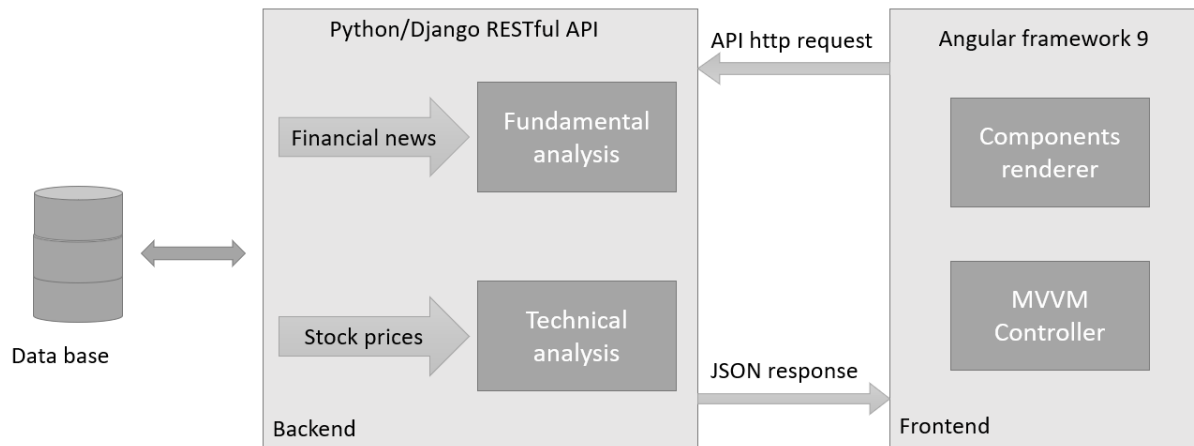 Python/Django RESTful API
API http request
Angular framework 9
Financial news
Fundamental
analysis
Components
renderer
Stock prices
Technical
analysis
MVVM
Controller
Data base
JSON response
Backend
Frontend